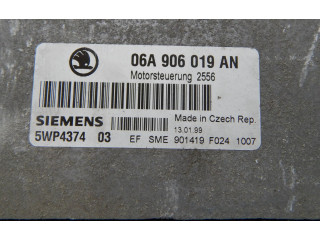 06A 906 019 AN
Motorsteuerung 2556
SIEMENS
Made in Czech Rep.
13.01.99
5WP4374 03
EF SME 901419 F024 1007